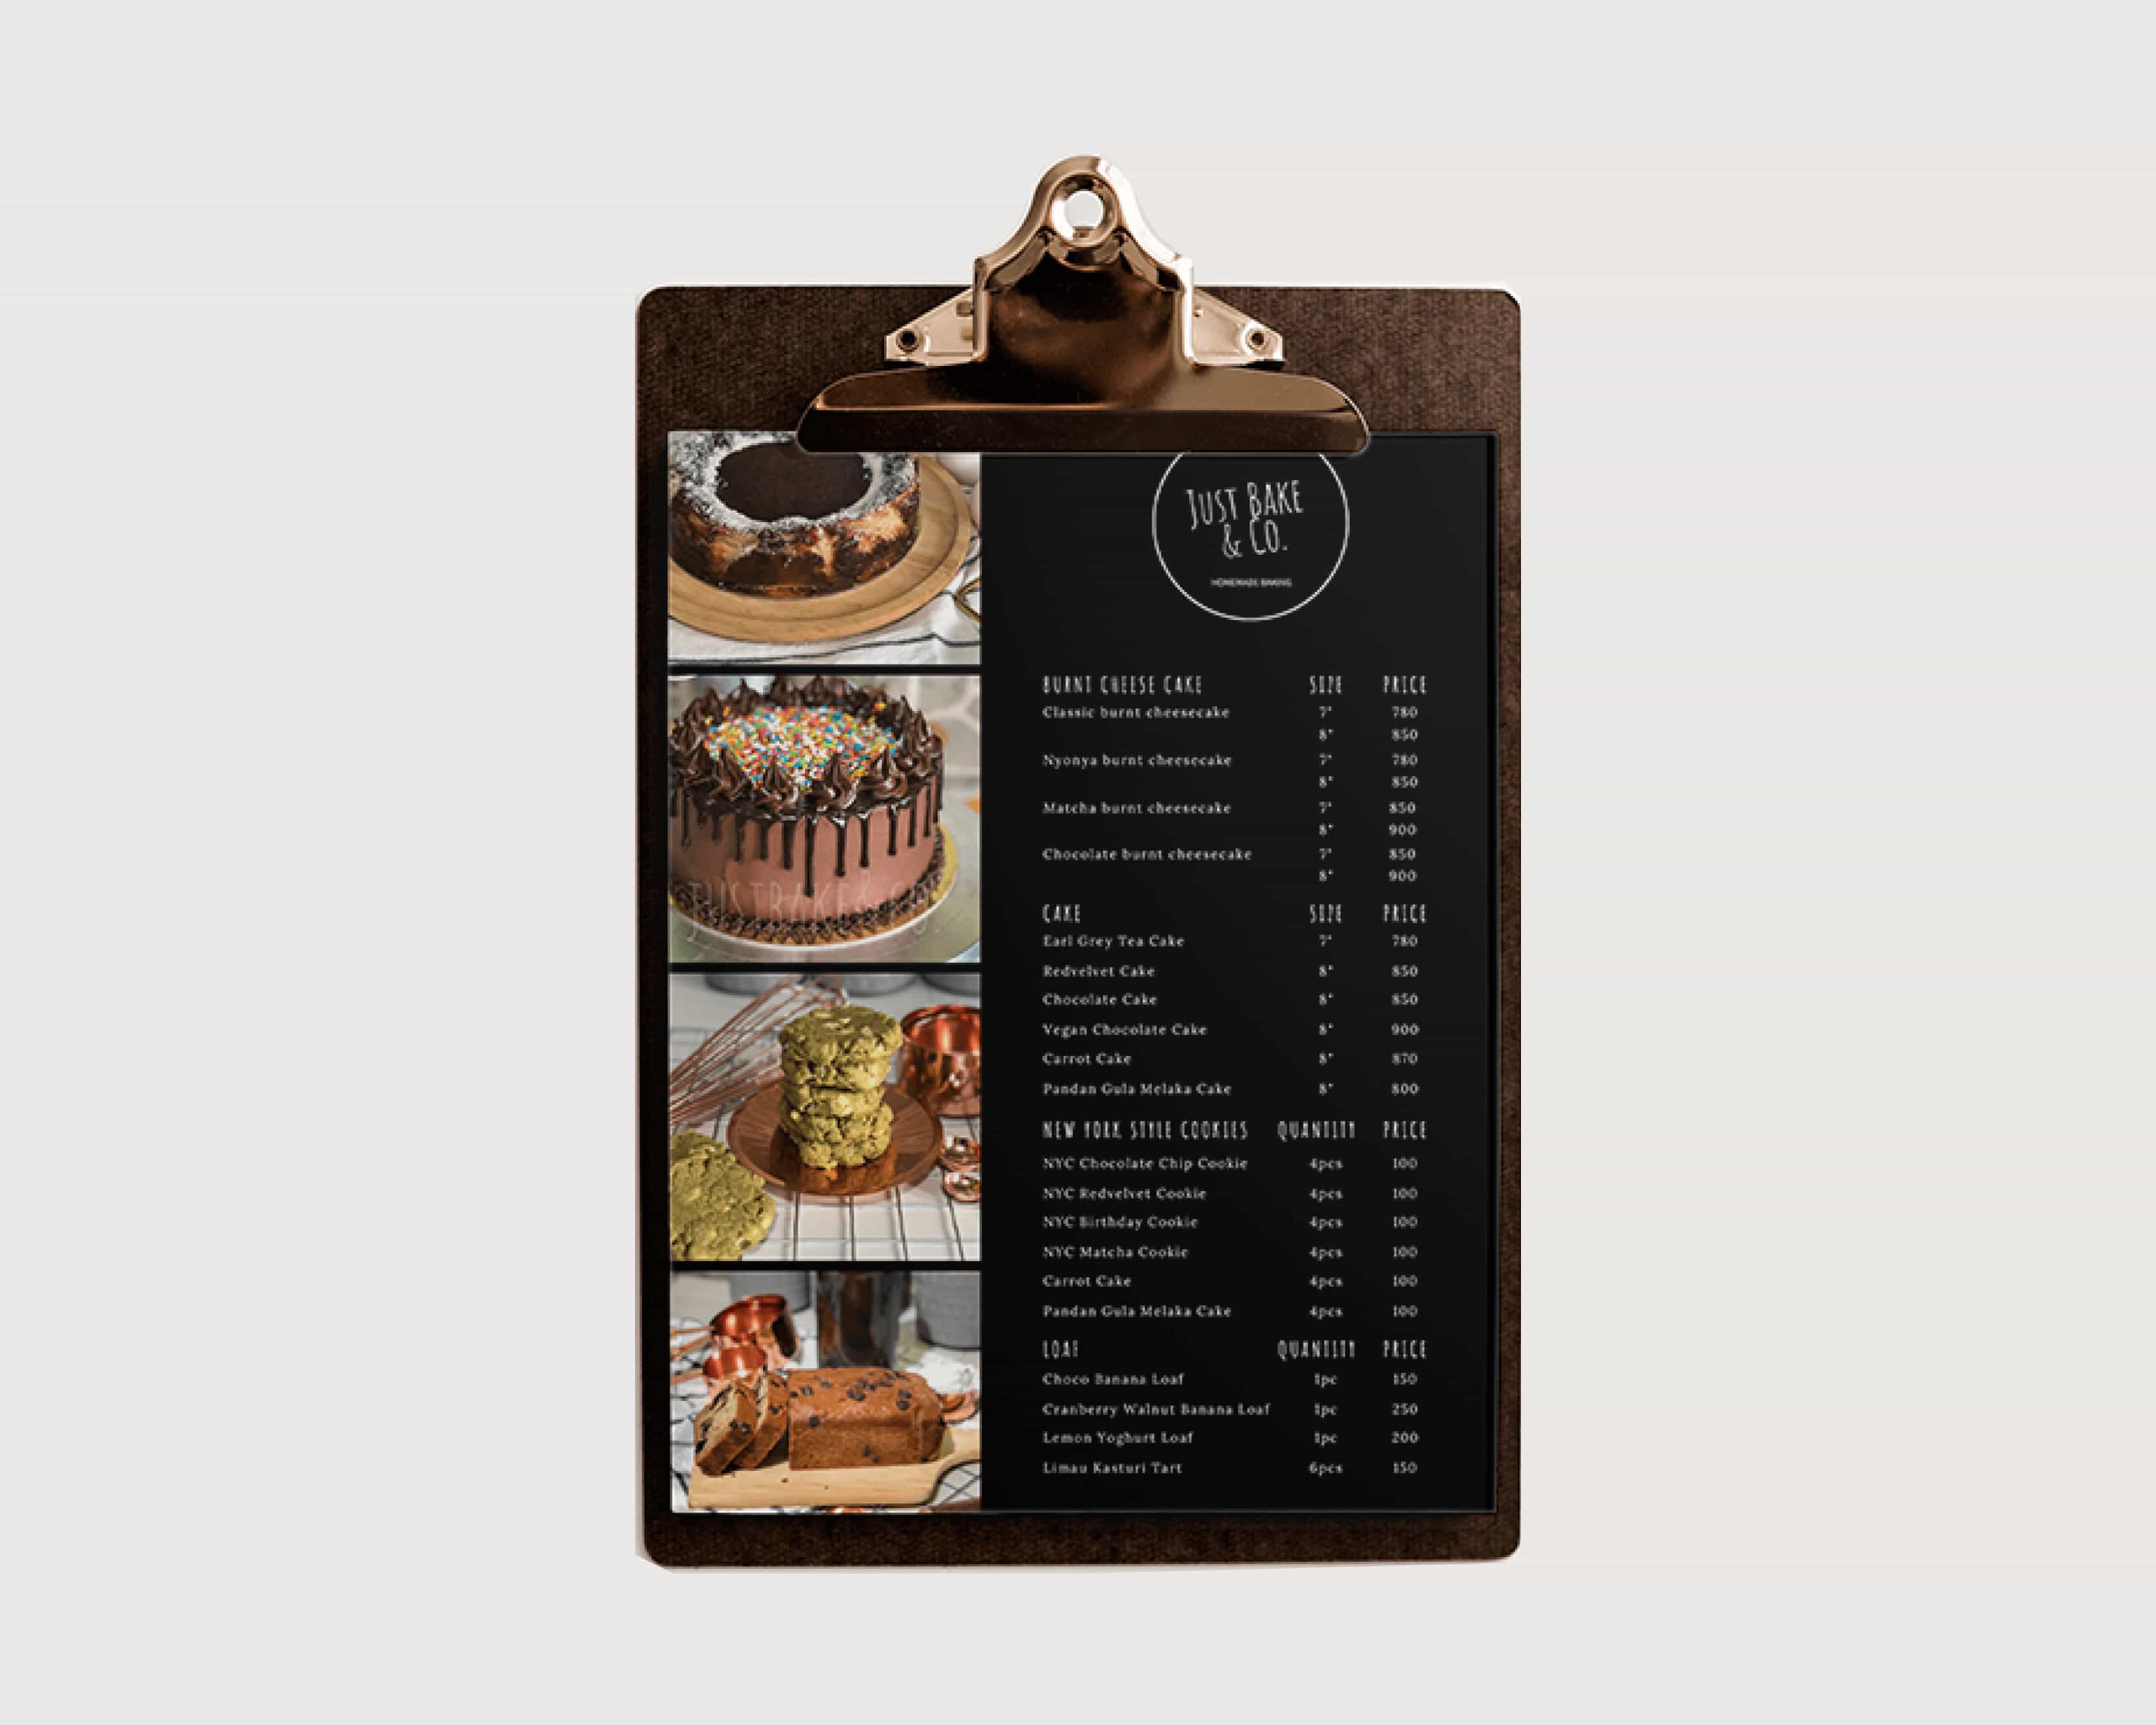 JUST BAKE
& CO.
HOMEMADE BAKING
BURNT CHEESE CAKE SIZE PRICE
Classic burnt cheesecake 7" 780
8" 850
Nyonya burnt cheesecake 7" 780
8" 850
Matcha burnt cheesecake 7" 850
8" 900
Chocolate burnt cheesecake 7" 850
8" 900
CAKE SIZE PRICE
Earl Grey Tea Cake 7" 780
Redvelvet Cake 8" 850
Chocolate Cake 8" 850
Vegan Chocolate Cake 8" 900
Carrot Cake 8" 870
Pandan Gula Melaka Cake 8" 800
NEW YORK STYLE COOKIES QUANTITY PRICE
NYC Chocolate Chip Cookie 4pcs 100
NYC Redvelvet Cookie 4pcs 100
NYC Birthday Cookie 4pcs 100
NYC Matcha Cookie 4pcs 100
Carrot Cake 4pcs 100
Pandan Gula Melaka Cake 4pcs 100
LOAF QUANTITY PRICE
Choco Banana Loaf 1pc 150
Cranberry Walnut Banana Loaf 1pc 250
Lemon Yoghurt Loaf 1pc 200
Limau Kasturi Tart 6pcs 150
JUST BAKE & CO.